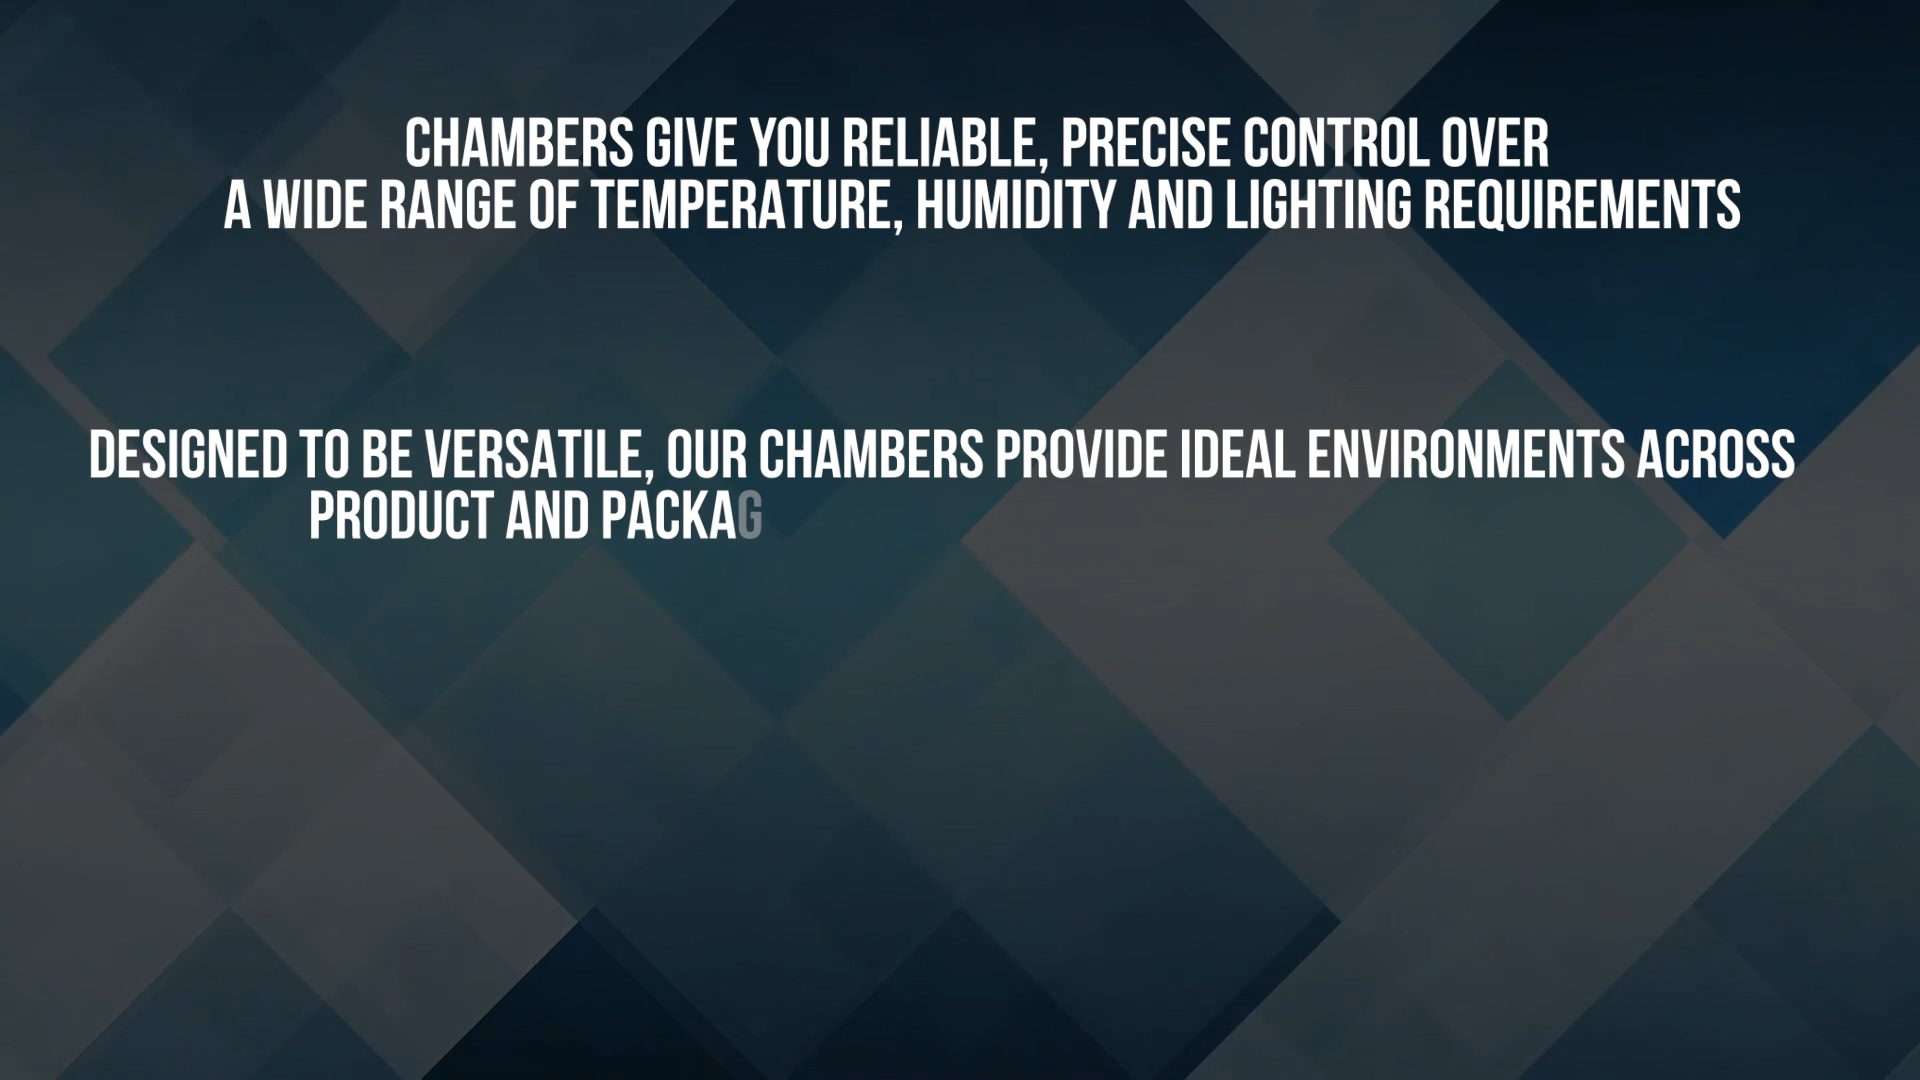 CHAMBERS GIVE YOU RELIABLE, PRECISE CONTROL OVER
A WIDE RANGE OF TEMPERATURE, HUMIDITY AND LIGHTING REQUIREMENTS
DESIGNED TO BE VERSATILE, OUR CHAMBERS PROVIDE IDEAL ENVIRONMENTS ACROSS
PRODUCT AND PACKAG